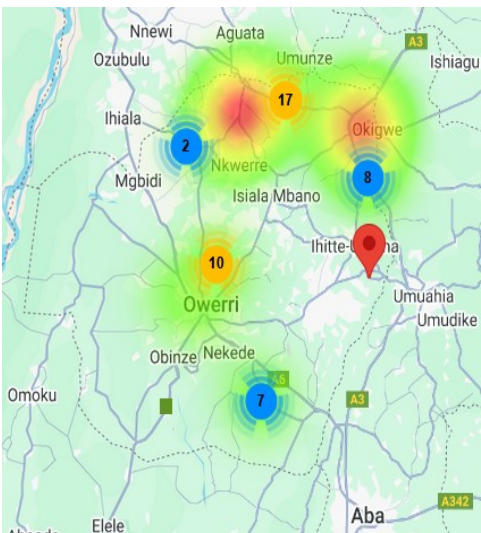 Nnewi
Aguata
A3
Ozubulu
Umunze
Ishiagu
17
Ihiala
Okigwe
2
Nkwerre
8
Mgbidi
Isiala Mbano
10
Owerri
Umuahia
Umudike
Obinze
Nekede
7
A3
Omoku
A342
Aba
Elele